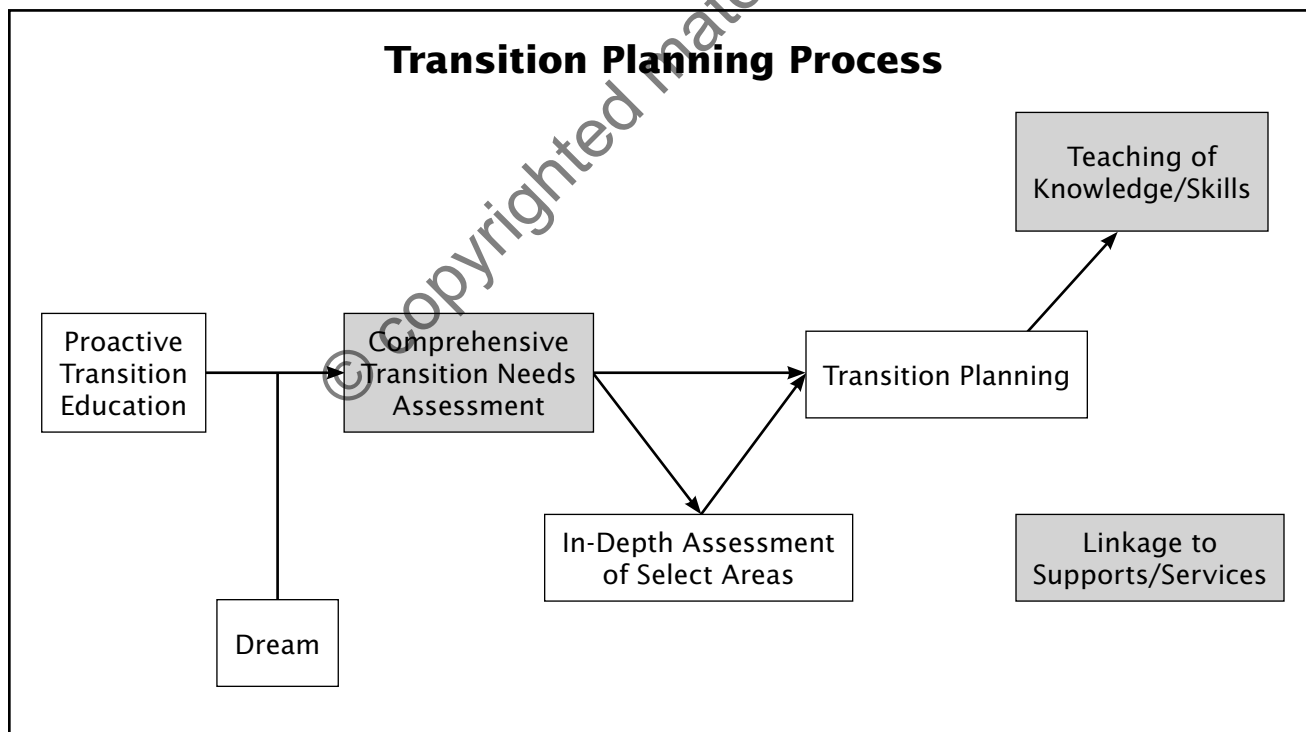 Transition Planning Process
© copyrighted mate
Teaching of
Knowledge/Skills
Proactive
Transition
Education
Comprehensive
Transition Needs
Assessment
Transition Planning
In-Depth Assessment
of Select Areas
Linkage to
Supports/Services
Dream